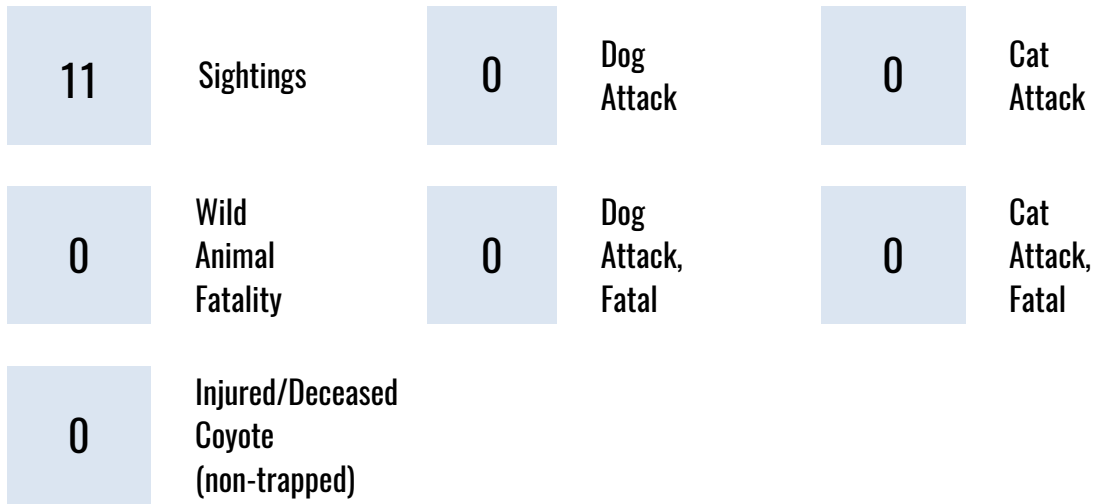 11
Sightings
0
Dog
Attack
0
Cat
Attack
0
Wild
Animal
Fatality
0
Dog
Attack,
Fatal
0
Cat
Attack,
Fatal
0
Injured/Deceased
Coyote
(non-trapped)